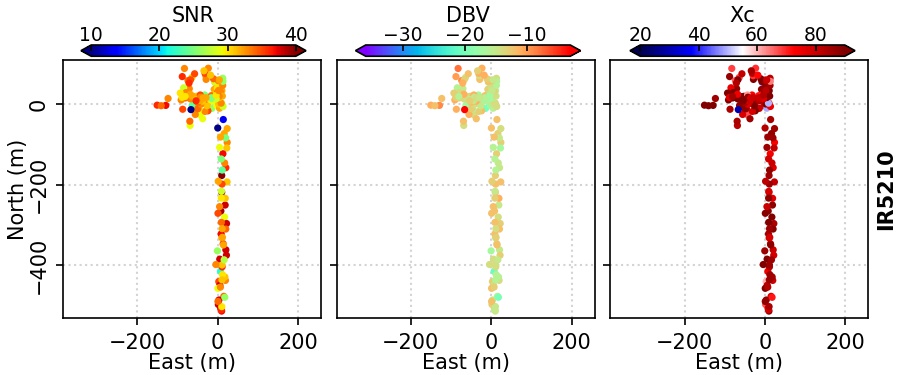 SNR DBV Xc
10 20 30 40 −30 −20 −10 20 40 60 80
North (m)
0
−200
−400
IR5210
−200 0 200 −200 0 200 −200 0 200
East (m) East (m) East (m)